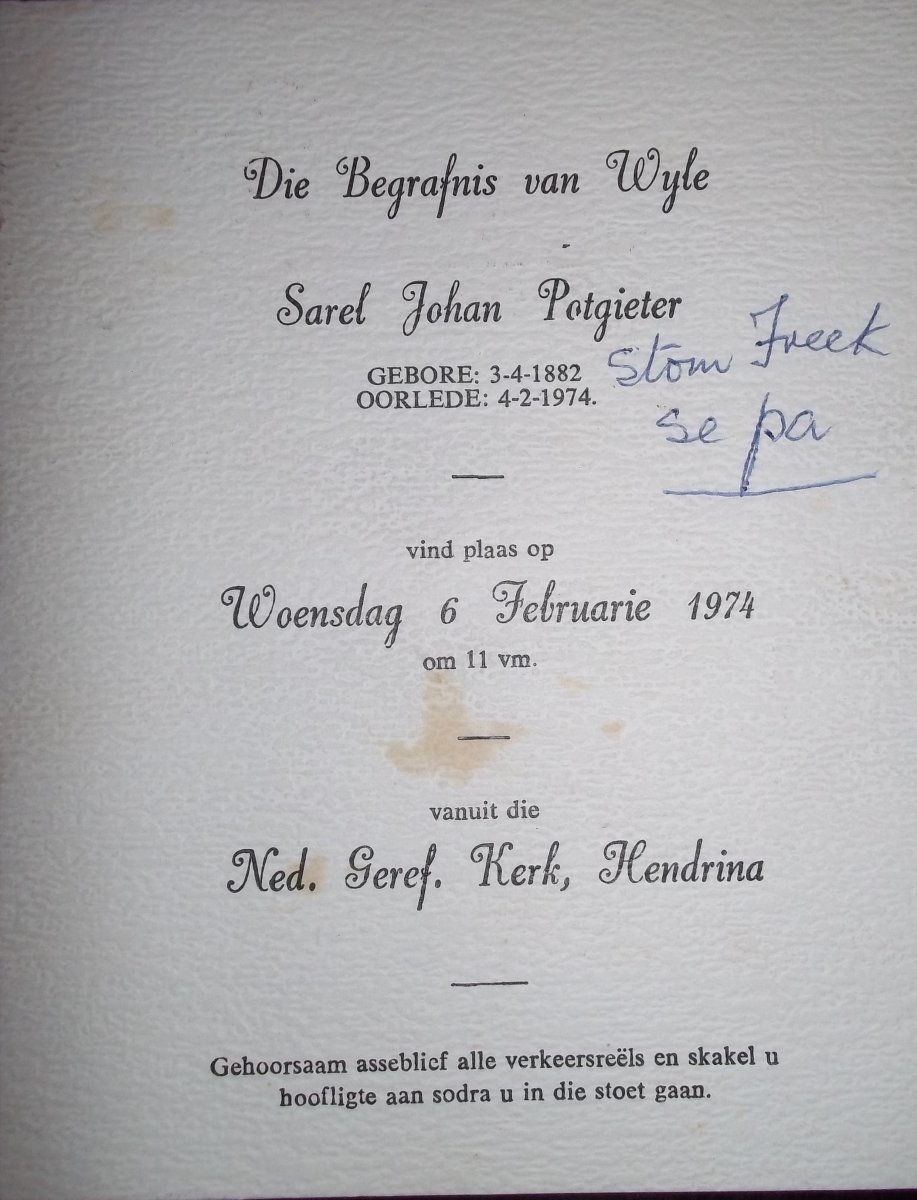 Die Begrafnis van Wyle
Sarel Johan Potgieter
GEBORE: 3-4-1882
OORLEDE: 4-2-1974.
Stom Freek
se pa
vind plaas op
Woensdag 6 Februarie 1974
om 11 vm.
vanuit die
Ned. Geref. Kerk, Hendrina
Gehoorsaam asseblief alle verkeersreëls en skakel u
hoofligte aan sodra u in die stoet gaan.